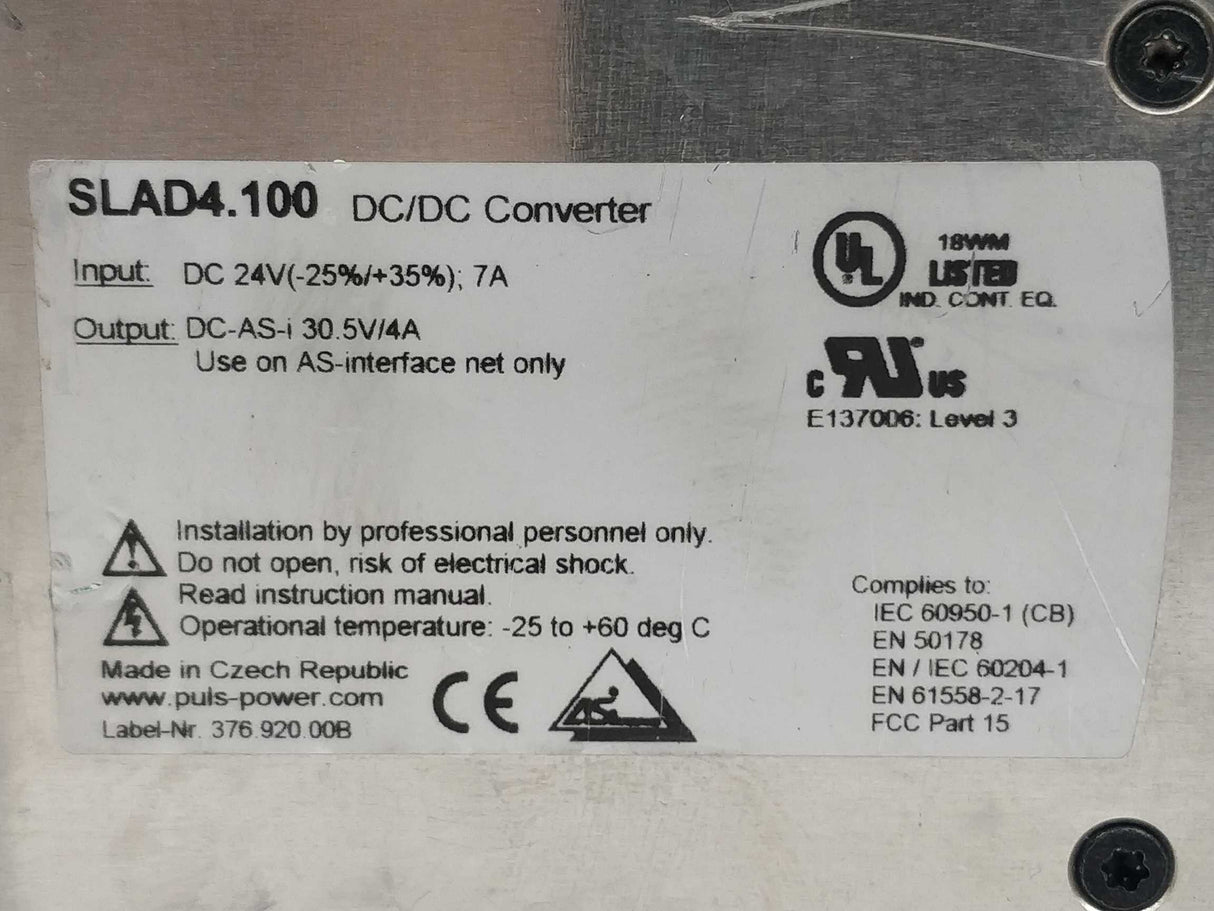 SLAD4.100 DC/DC Converter
Input: DC 24V(-25%/+35%); 7A
Output: DC-AS-i 30.5V/4A
Use on AS-interface net only
UL
18WM
LISTED
IND. CONT. EQ.
c RU US
E137006: Level 3
Installation by professional personnel only.
Do not open, risk of electrical shock.
Read instruction manual.
Operational temperature: -25 to +60 deg C
Made in Czech Republic
www.puls-power.com
Label-Nr. 376.920.00B
CE
AS
Complies to:
IEC 60950-1 (CB)
EN 50178
EN / IEC 60204-1
EN 61558-2-17
FCC Part 15